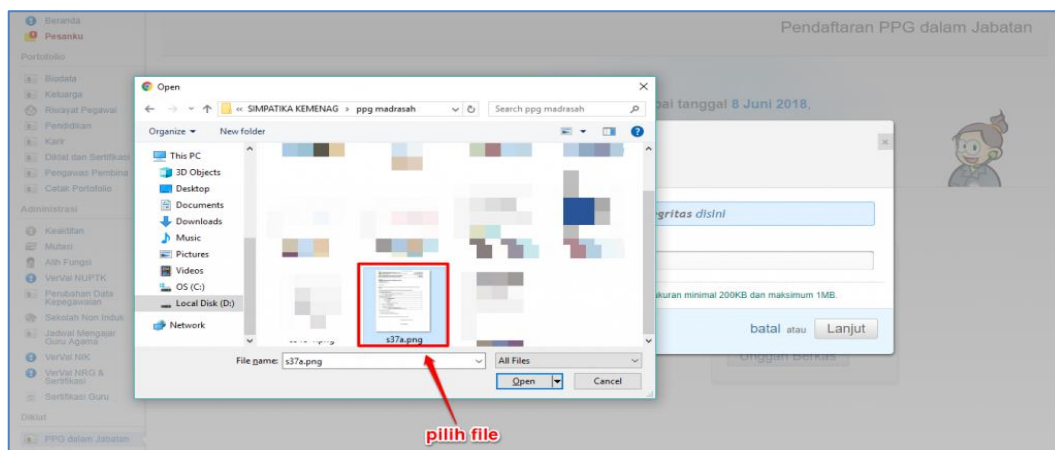 Beranda
Pesanku
Portofolio
Biodata
Keluarga
Riwayat Pegawai
Pendidikan
Karir
Diklat dan Sertifikasi
Pengawas Pembina
Cetak Portofolio
Administrasi
Keaktifan
Mutasi
Alih Fungsi
VerVal NUPTK
Perubahan Data
Kepegawaian
Sekolah Non Induk
Jadwal Mengajar
Guru Agama
VerVal NIK
VerVal NRG &
Sertifikasi
Sertifikasi Guru
Diklat
PPG dalam Jabatan
Pendaftaran PPG dalam Jabatan
pai tanggal 8 Juni 2018,
Open
« SIMPATIKA KEMENAG › ppg madrasah
Search ppg madrasah
Organize
New folder
This PC
3D Objects
Desktop
Documents
Downloads
Music
Pictures
Videos
OS (C:)
Local Disk (D:)
Network
s37a.png
File name: s37a.png
All Files
Open
Cancel
egritas disini
kuran minimal 200KB dan maksimum 1MB.
batal atau Lanjut
Unggah Berkas
pilih file